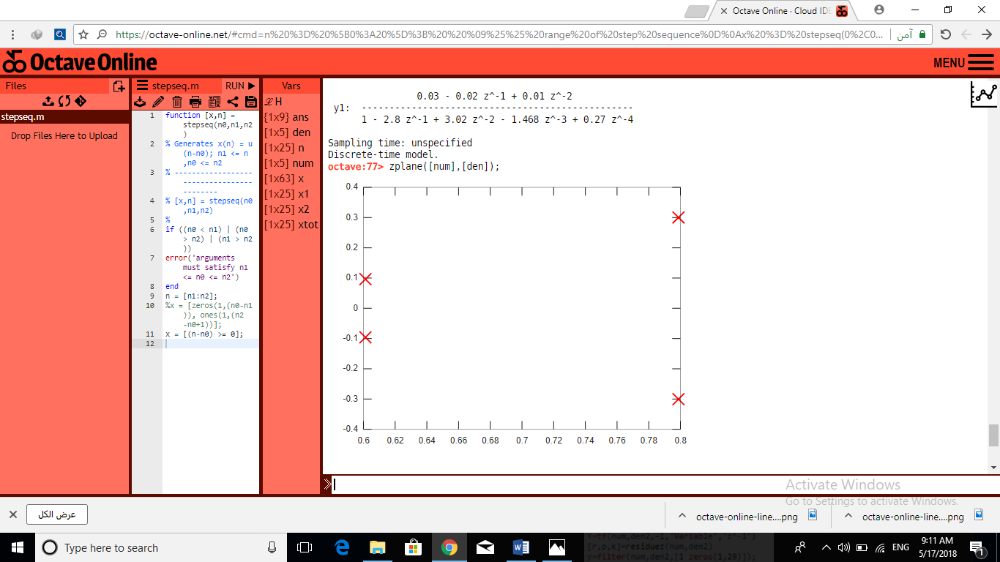 Octave Online · Cloud IDE
https://octave-online.net/#cmd=n%20%3D%20%5B0%3A20%5D%3B%20%20%09%25%25%20range%20of%20step%20sequence%0D%0Ax%20%3D%20stepseq(0%2C0...
آمن
Octave Online
MENU
Files
stepseq.m
Drop Files Here to Upload
stepseq.m
RUN
1 function [x,n] =
stepseq(n0,n1,n2
)
2 % Generates x(n) = u
(n-n0); n1 <= n
,n0 <= n2
3 % ------------------
----------------
--------
4 % [x,n] = stepseq(n0
,n1,n2)
5 %
6 if ((n0 < n1) | (n0
> n2) | (n1 > n2
))
7 error('arguments
must satisfy n1
<= n0 <= n2')
8 end
9 n = [n1:n2];
10 %x = [zeros(1,(n0-n1
)), ones(1,(n2
-n0+1))];
11 x = [(n-n0) >= 0];
12
Vars
ℒ H
[1x9] ans
[1x5] den
[1x25] n
[1x5] num
[1x63] x
[1x25] x1
[1x25] x2
[1x25] xtot
0.03 - 0.02 z^-1 + 0.01 z^-2
y1: ----------------------------------------------
1 - 2.8 z^-1 + 3.02 z^-2 - 1.468 z^-3 + 0.27 z^-4
Sampling time: unspecified
Discrete-time model.
octave:77> zplane([num],[den]);
0.4
0.3
0.2
0.1
0
-0.1
-0.2
-0.3
-0.4
0.6 0.62 0.64 0.66 0.68 0.7 0.72 0.74 0.76 0.78 0.8
Activate Windows
Go to Settings to activate Windows.
عرض الكل
octave-online-line....png
octave-online-line....png
Type here to search
Y=tf(num,den2,-1,'Variable','z^-1')
[r,p,k]=residuez(num,den2)
y=filter(num,den2,[1 zeros(1,29)]);
ENG
9:11 AM
5/17/2018
1